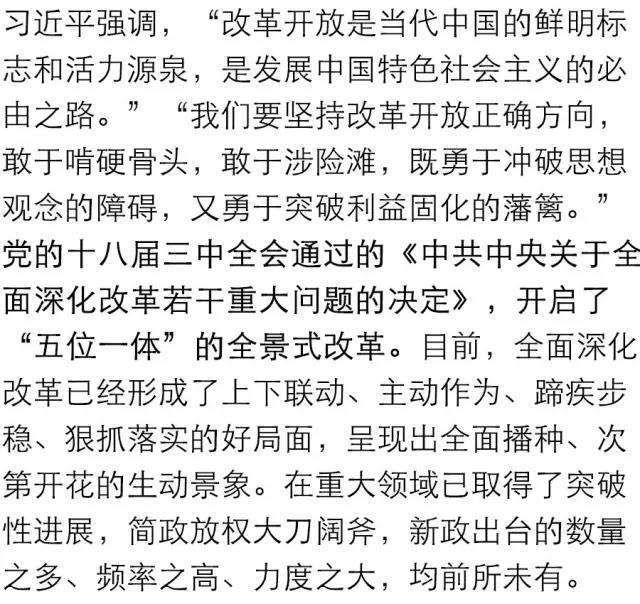 习近平强调，“改革开放是当代中国的鲜明标
志和活力源泉，是发展中国特色社会主义的必
由之路。”“我们要坚持改革开放正确方向，
敢于啃硬骨头，敢于涉险滩，既勇于冲破思想
观念的障碍，又勇于突破利益固化的藩篱。”
党的十八届三中全会通过的《中共中央关于全
面深化改革若干重大问题的决定》，开启了
“五位一体”的全景式改革。目前，全面深化
改革已经形成了上下联动、主动作为、蹄疾步
稳、狠抓落实的好局面，呈现出全面播种、次
第开花的生动景象。在重大领域已取得了突破
性进展，简政放权大刀阔斧，新政出台的数量
之多、频率之高、力度之大，均前所未有。